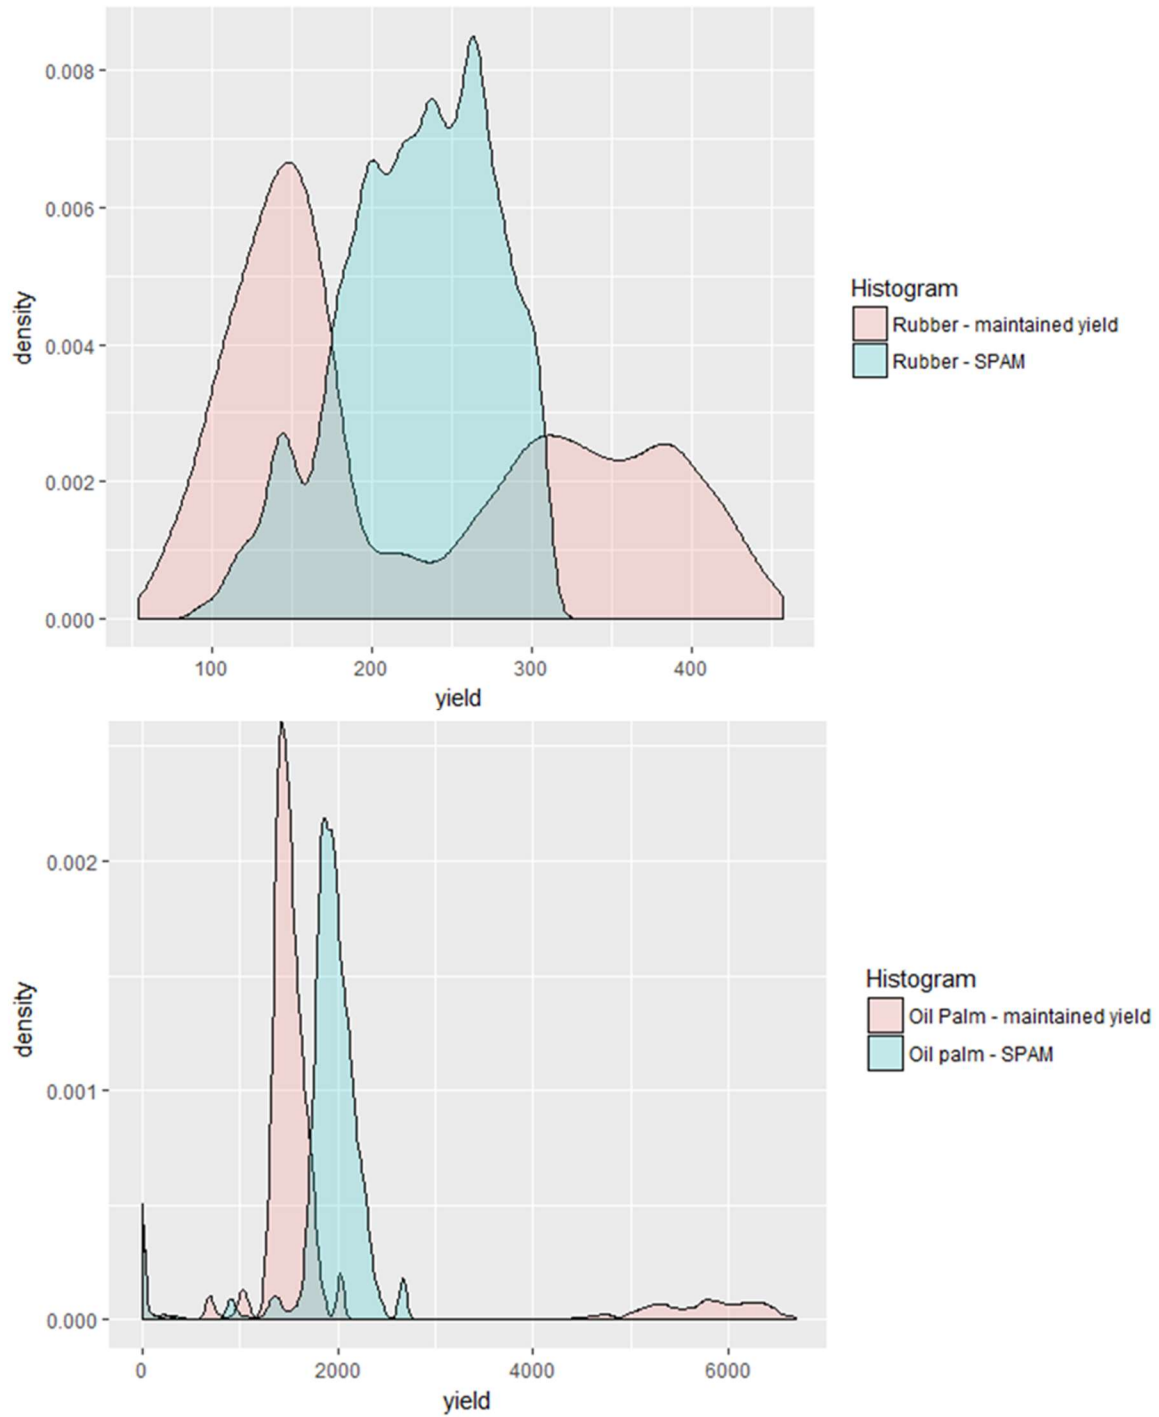 0.008
0.006
0.004
0.002
0.000
density
100 200 300 400
yield
Histogram
Rubber - maintained yield
Rubber - SPAM
0.002
0.001
0.000
density
0 2000 4000 6000
yield
Histogram
Oil Palm - maintained yield
Oil palm - SPAM